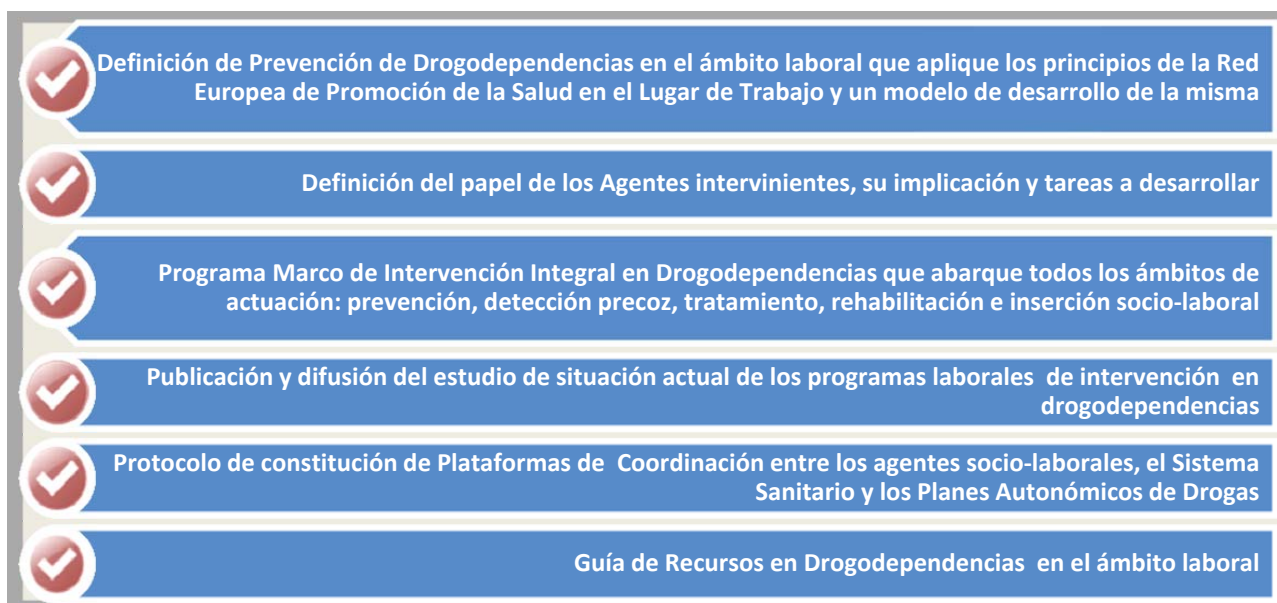 Definición de Prevención de Drogodependencias en el ámbito laboral que aplique los principios de la Red
Europea de Promoción de la Salud en el Lugar de Trabajo y un modelo de desarrollo de la misma
Definición del papel de los Agentes intervinientes, su implicación y tareas a desarrollar
Programa Marco de Intervención Integral en Drogodependencias que abarque todos los ámbitos de
actuación: prevención, detección precoz, tratamiento, rehabilitación e inserción socio-laboral
Publicación y difusión del estudio de situación actual de los programas laborales de intervención en
drogodependencias
Protocolo de constitución de Plataformas de Coordinación entre los agentes socio-laborales, el Sistema
Sanitario y los Planes Autonómicos de Drogas
Guía de Recursos en Drogodependencias en el ámbito laboral